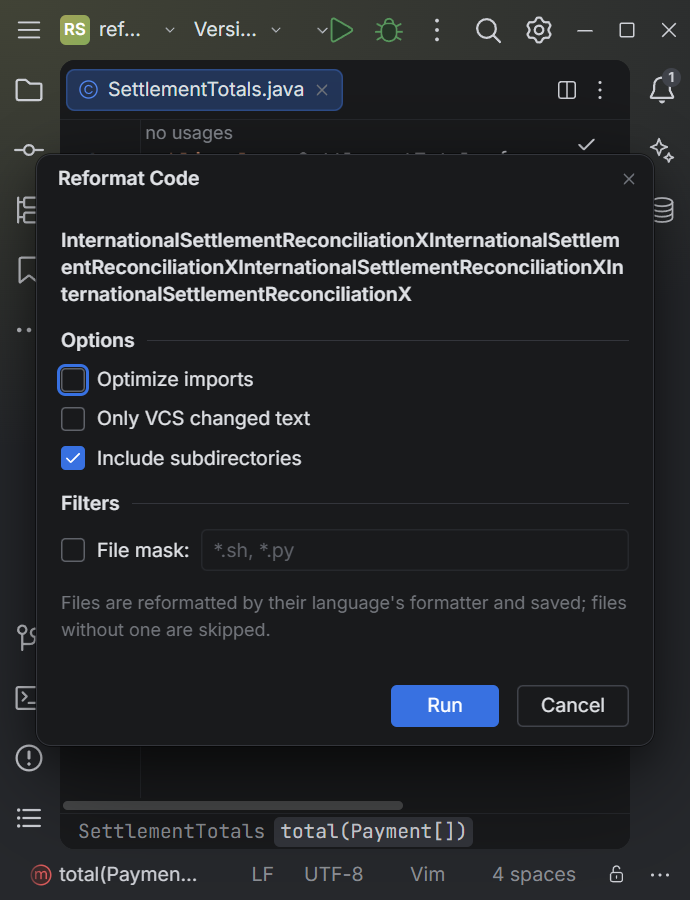 RS ref... Versi...
SettlementTotals.java
1
no usages
Reformat Code
InternationalSettlementReconciliationXInternationalSettlem
entReconciliationXInternationalSettlementReconciliationXIn
ternationalSettlementReconciliationX
Options
Optimize imports
Only VCS changed text
Include subdirectories
Filters
File mask: *.sh, *.py
Files are reformatted by their language's formatter and saved; files
without one are skipped.
Run Cancel
SettlementTotals total(Payment[])
total(Paymen... LF UTF-8 Vim 4 spaces